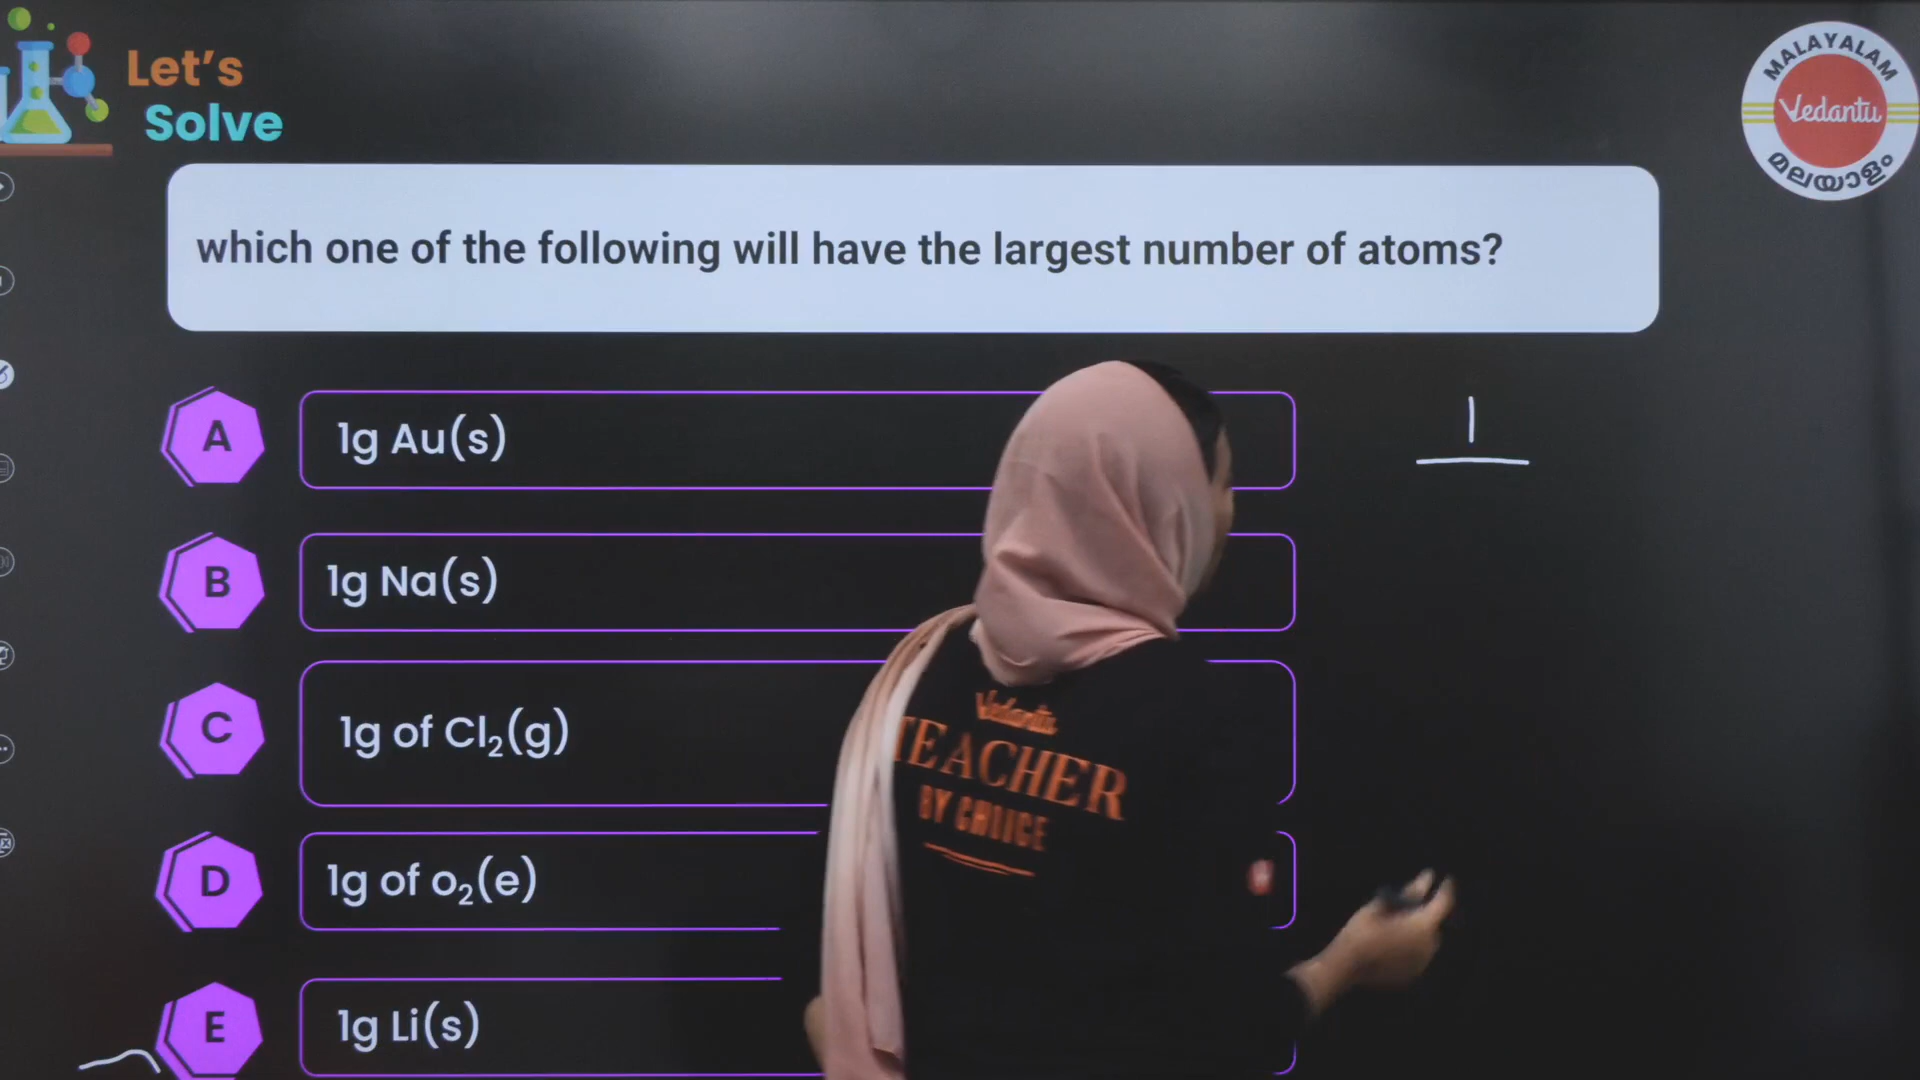 Let's
Solve
MALAYALAM
Vedantu
മലയാളം
which one of the following will have the largest number of atoms?
A
1g Au(s)
1
B
1g Na(s)
C
1g of Cl₂(g)
Vedantu
TEACHER
BY CHOICE
D
1g of o₂(e)
E
1g Li(s)